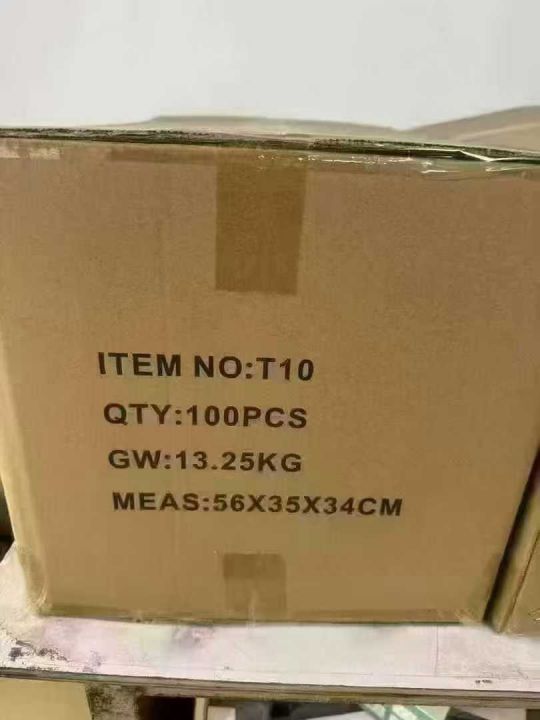 ITEM NO:T10
QTY:100PCS
GW:13.25KG
MEAS:56X35X34CM